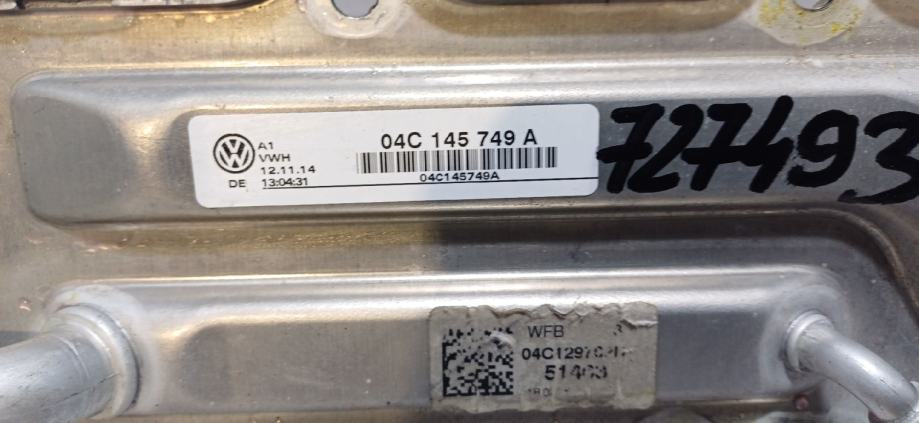 A1
VWH
12.11.14
DE 13:04:31
04C 145 749 A
04C145749A
727493
WFB